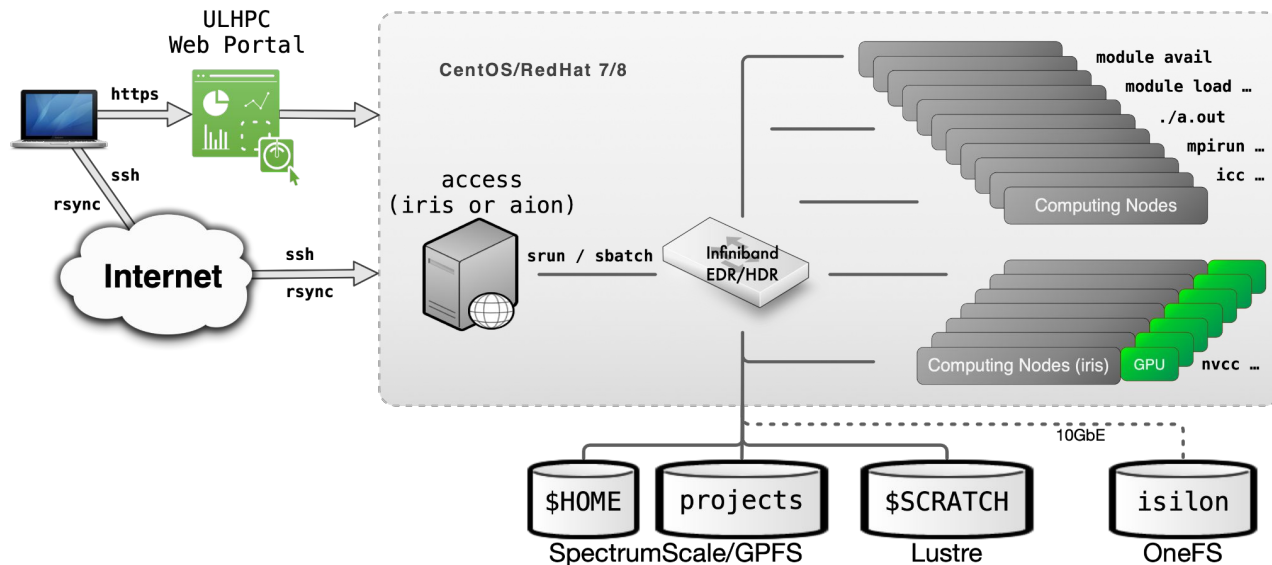 ULHPC
Web Portal
https
ssh
rsync
Internet
ssh
rsync
CentOS/RedHat 7/8
access
(iris or aion)
srun / sbatch
Infiniband
EDR/HDR
module avail
module load …
./a.out
mpirun …
icc …
Computing Nodes
Computing Nodes (iris)
GPU
nvcc …
10GbE
$HOME
projects
$SCRATCH
isilon
SpectrumScale/GPFS
Lustre
OneFS